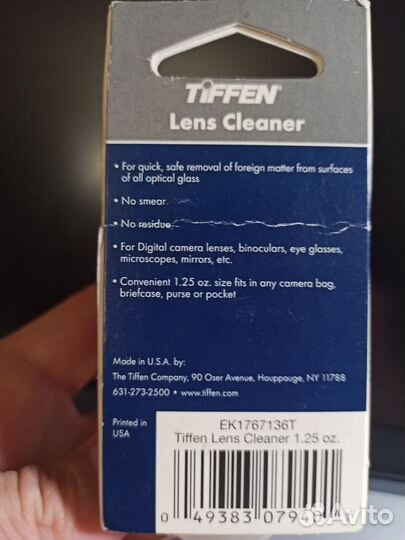 TiFFEN
Lens Cleaner
• For quick, safe removal of foreign matter from surfaces
of all optical glass
• No smear
• No residue
• For Digital camera lenses, binoculars, eye glasses,
microscopes, mirrors, etc.
• Convenient 1.25 oz. size fits in any camera bag,
briefcase, purse or pocket
Made in U.S.A. by:
The Tiffen Company, 90 Oser Avenue, Hauppauge, NY 11788
631-273-2500 • www.tiffen.com
Printed in
USA
EK1767136T
Tiffen Lens Cleaner 1.25 oz.
0 49383 
Avito